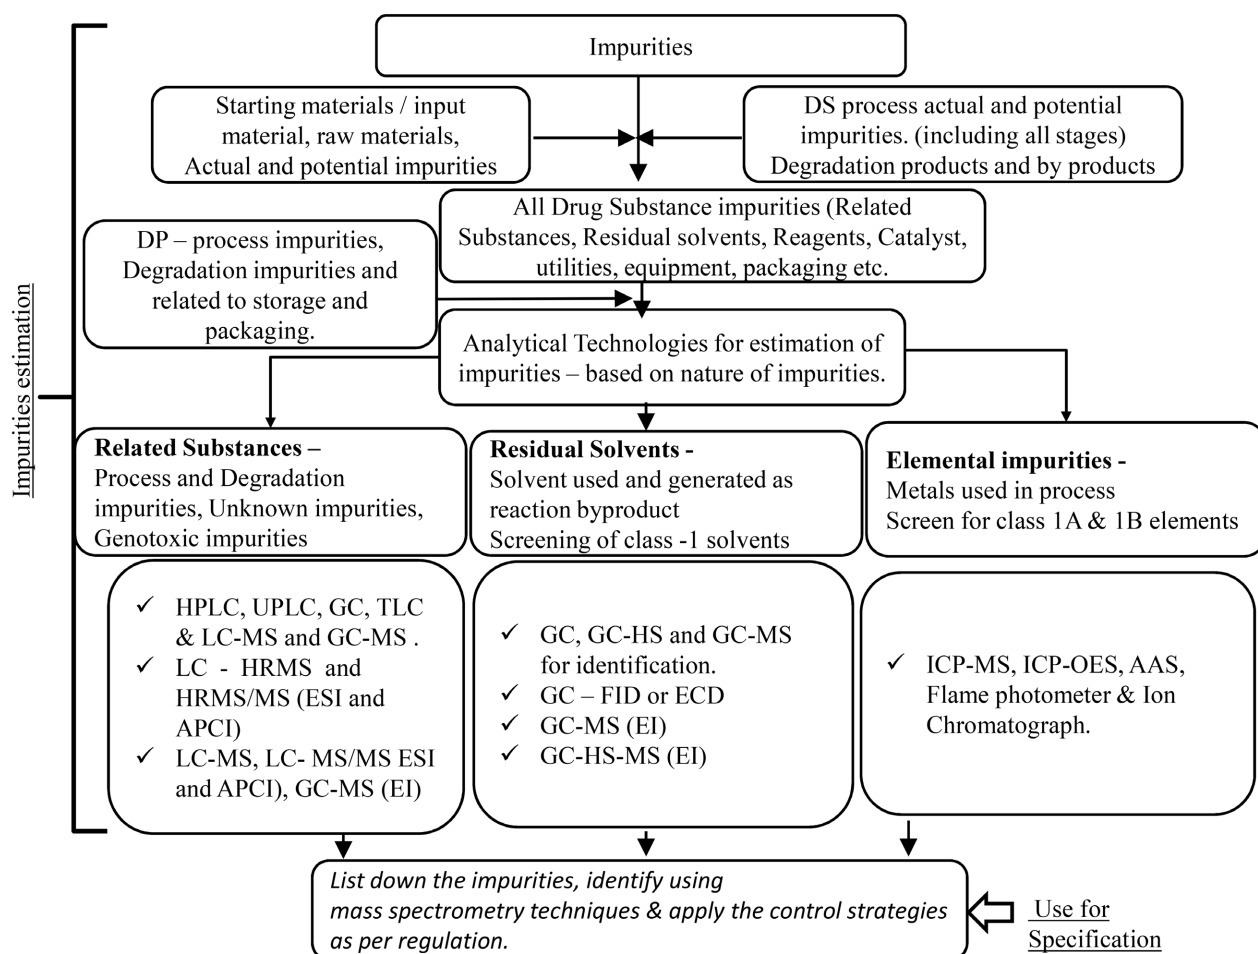 Impurities
Starting materials / input
material, raw materials,
Actual and potential impurities
DS process actual and potential
impurities. (including all stages)
Degradation products and by products
All Drug Substance impurities (Related
Substances, Residual solvents, Reagents, Catalyst,
utilities, equipment, packaging etc.
DP – process impurities,
Degradation impurities and
related to storage and
packaging.
Impurities estimation
Analytical Technologies for estimation of
impurities – based on nature of impurities.
Related Substances –
Process and Degradation
impurities, Unknown impurities,
Genotoxic impurities
Residual Solvents -
Solvent used and generated as
reaction byproduct
Screening of class -1 solvents
Elemental impurities -
Metals used in process
Screen for class 1A & 1B elements
✓ HPLC, UPLC, GC, TLC
& LC-MS and GC-MS .
✓ LC - HRMS and
HRMS/MS (ESI and
APCI)
✓ LC-MS, LC- MS/MS ESI
and APCI), GC-MS (EI)
✓ GC, GC-HS and GC-MS
for identification.
✓ GC – FID or ECD
✓ GC-MS (EI)
✓ GC-HS-MS (EI)
✓ ICP-MS, ICP-OES, AAS,
Flame photometer & Ion
Chromatograph.
List down the impurities, identify using
mass spectrometry techniques & apply the control strategies
as per regulation.
Use for
Specification